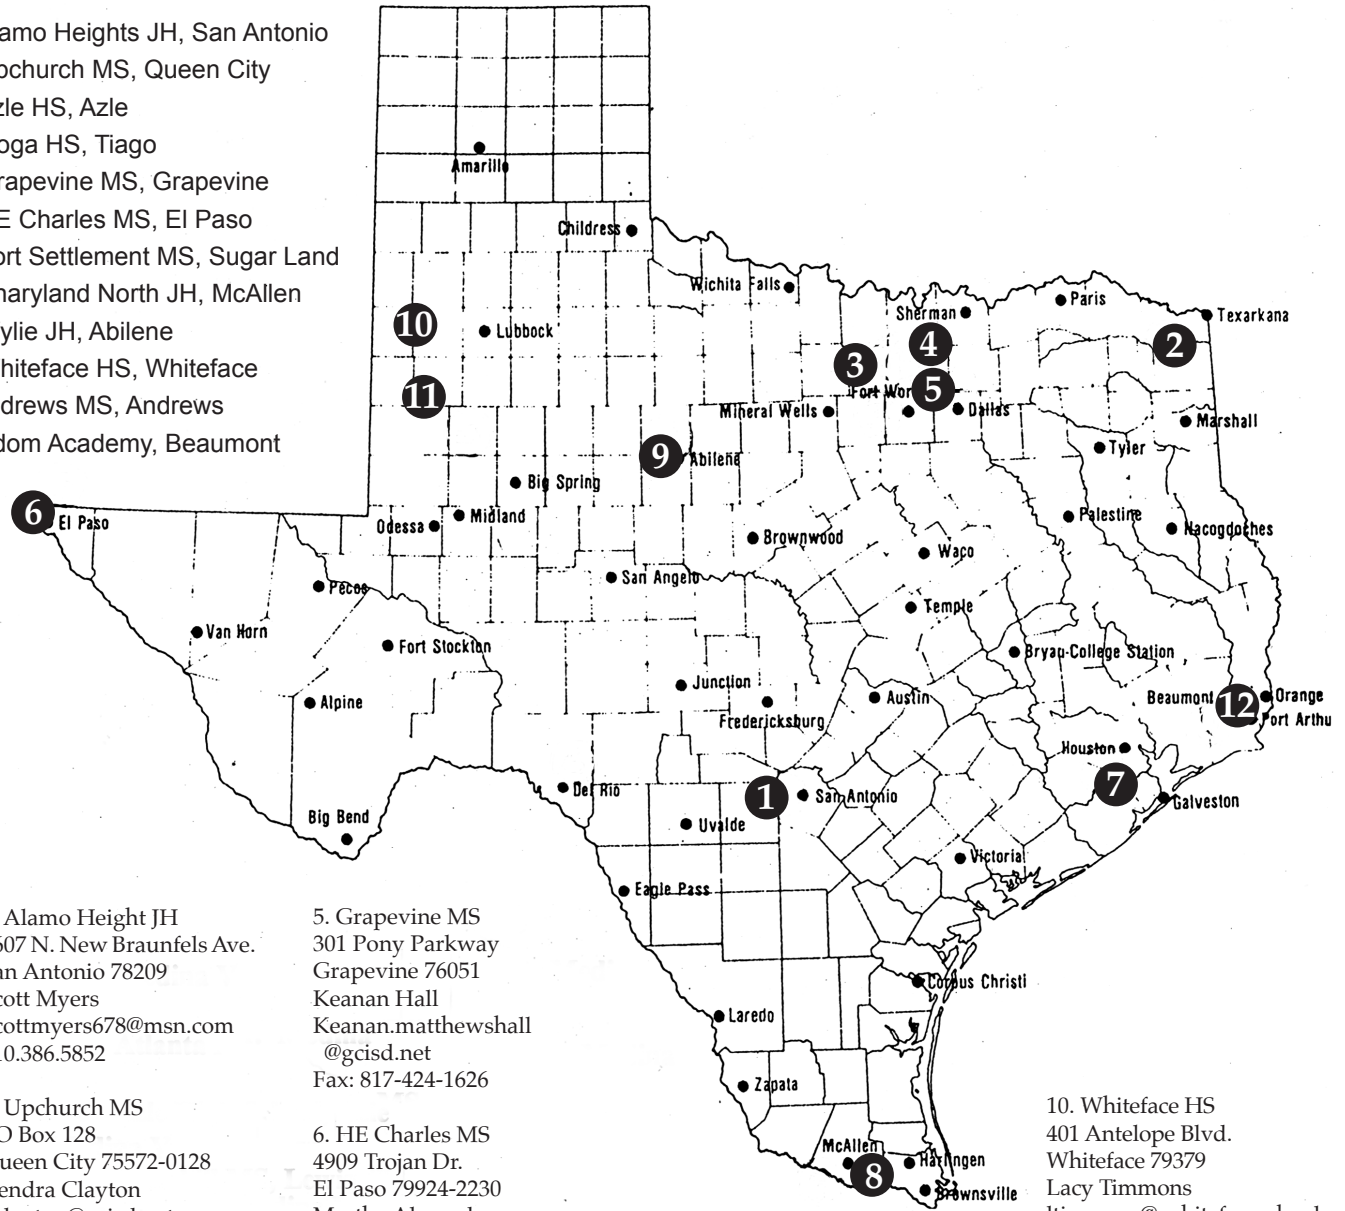 amo Heights JH, San Antonio
pchurch MS, Queen City
zle HS, Azle
oga HS, Tiago
rapevine MS, Grapevine
E Charles MS, El Paso
ort Settlement MS, Sugar Land
haryland North JH, McAllen
ylie JH, Abilene
hiteface HS, Whiteface
ndrews MS, Andrews
dom Academy, Beaumont
Amarillo
Childress
Wichita Falls
Paris
Sherman
Texarkana
10
Lubbock
4
2
3
5
11
Fort Wor
Mineral Wells
Dallas
Marshall
Tyler
9
Abilene
Big Spring
6
El Paso
Odessa
Midland
Palestine
Nacogdoches
Brownwood
Waco
San Angelo
Pecos
Temple
Van Horn
Fort Stockton
Bryan-College Station
Junction
Alpine
Austin
Beaumont
12
Orange
Fredericksburg
Port Arthu
Houston
7
Del Rio
1
San Antonio
Galveston
Big Bend
Uvalde
Victoria
Eagle Pass
Corpus Christi
Laredo
Zapata
McAllen
8
Harlingen
Brownsville
Alamo Height JH
607 N. New Braunfels Ave.
an Antonio 78209
cott Myers
cottmyers678@msn.com
10.386.5852
Upchurch MS
O Box 128
ueen City 75572-0128
endra Clayton
5. Grapevine MS
301 Pony Parkway
Grapevine 76051
Keanan Hall
Keanan.matthewshall
@gcisd.net
Fax: 817-424-1626
6. HE Charles MS
4909 Trojan Dr.
El Paso 79924-2230
10. Whiteface HS
401 Antelope Blvd.
Whiteface 79379
Lacy Timmons